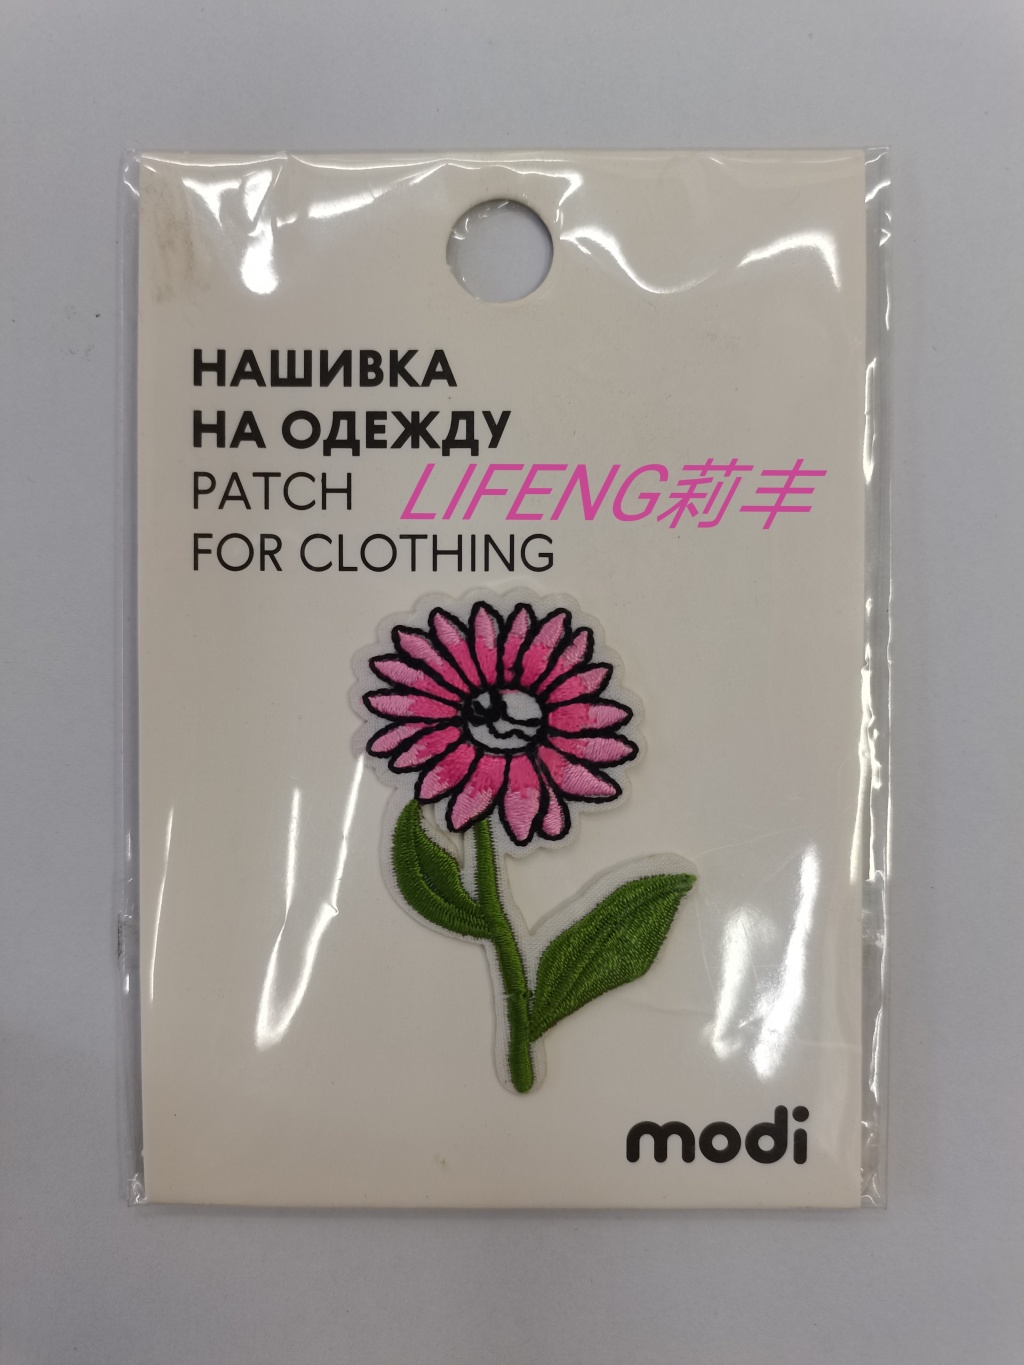 НАШИВКА
НА ОДЕЖДУ
PATCH
LIFENG莉丰
FOR CLOTHING
modi